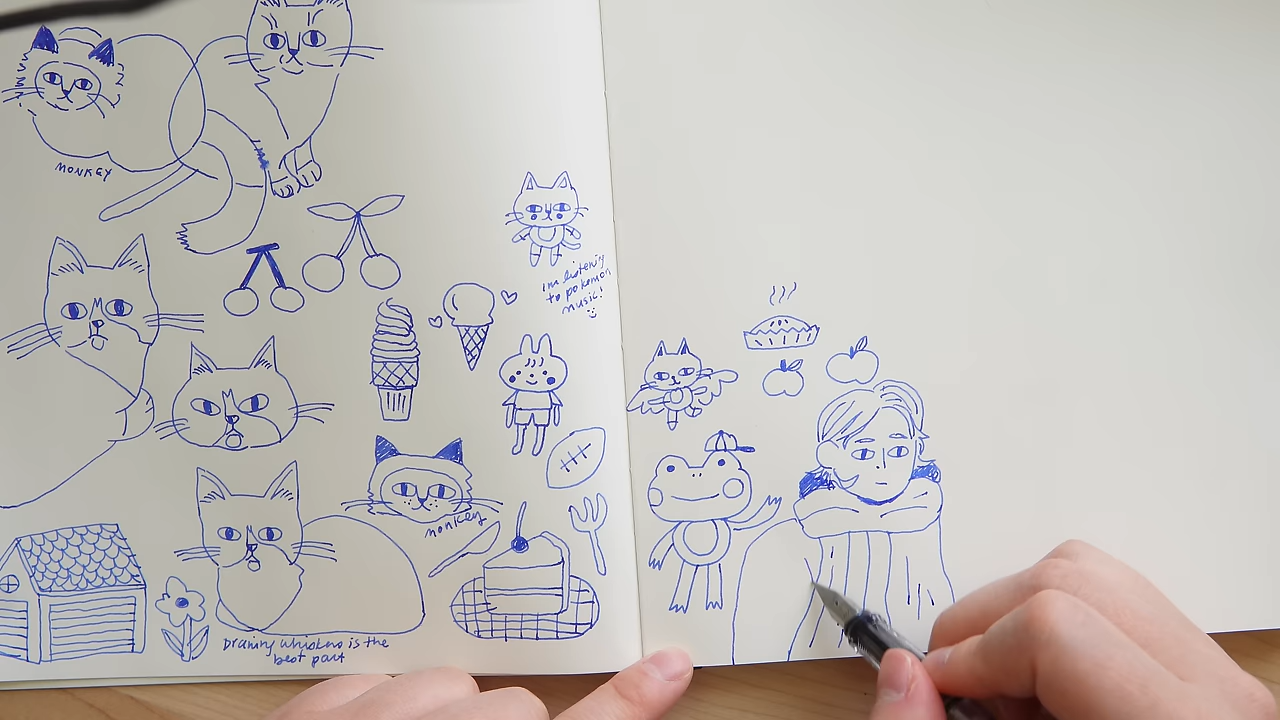 MONKEY
im listening
to pokemon
music!
monkey
Drawing whiskers is the
best part